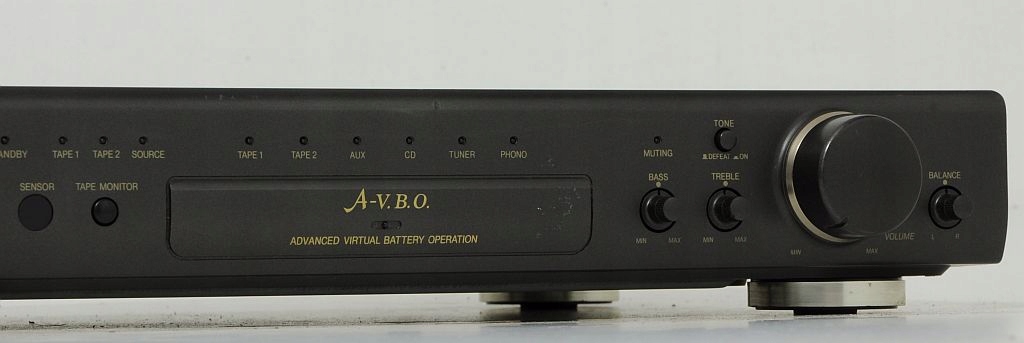 ANDBY TAPE 1 TAPE 2 SOURCE TAPE 1 TAPE 2 AUX CD TUNER PHONO MUTING
TONE
DEFEAT ON
SENSOR TAPE MONITOR
A-V.B.O.
ADVANCED VIRTUAL BATTERY OPERATION
BASS TREBLE
MIN MAX MIN MAX
MIN MAX
VOLUME
BALANCE
L R